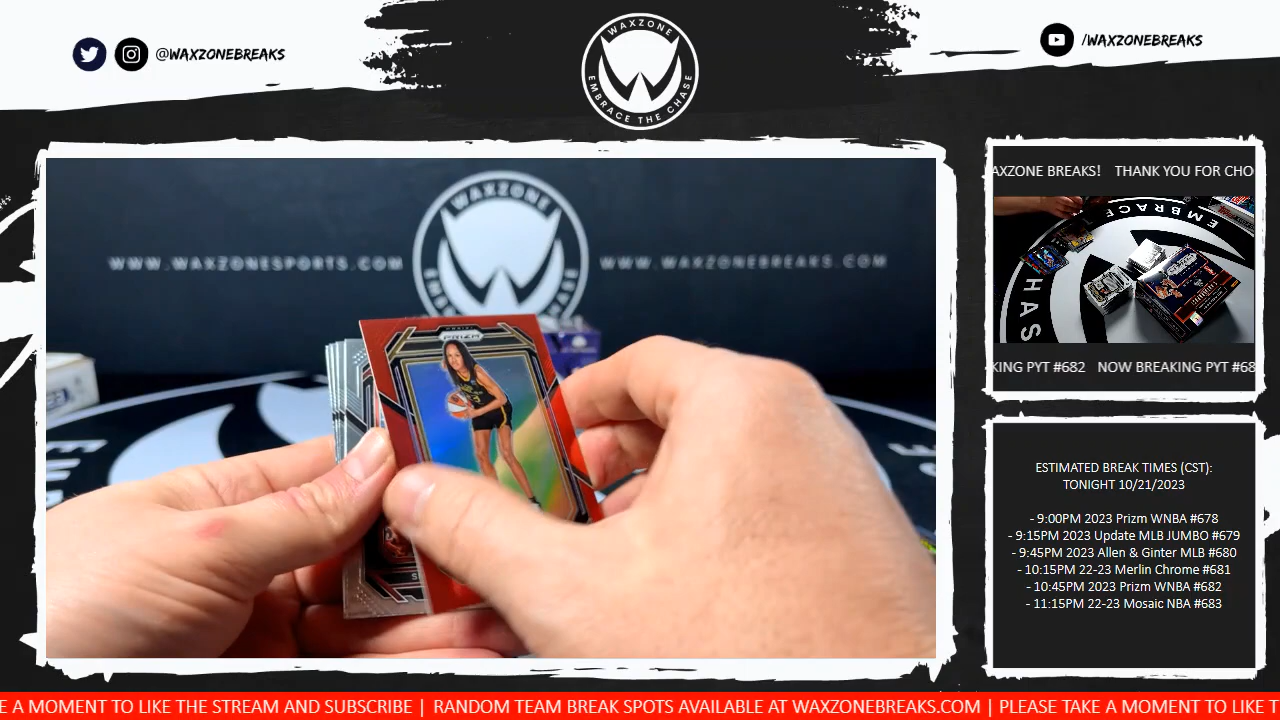 @WAXZONEBREAKS
WAXZONE
EMBRACE THE CHASE
/WAXZONEBREAKS
WAXZONE
WWW.WAXZONESPORTS.COM
WWW.WAXZONEBREAKS.COM
PRIZM
AXZONE BREAKS! THANK YOU FOR CHO
EMBRACE
HAS
KING PYT #682 NOW BREAKING PYT #68
ESTIMATED BREAK TIMES (CST):
TONIGHT 10/21/2023
- 9:00PM 2023 Prizm WNBA #678
- 9:15PM 2023 Update MLB JUMBO #679
- 9:45PM 2023 Allen & Ginter MLB #680
- 10:15PM 22-23 Merlin Chrome #681
- 10:45PM 2023 Prizm WNBA #682
- 11:15PM 22-23 Mosaic NBA #683
E A MOMENT TO LIKE THE STREAM AND SUBSCRIBE | RANDOM TEAM BREAK SPOTS AVAILABLE AT WAXZONEBREAKS.COM | PLEASE TAKE A MOMENT TO LIKE T